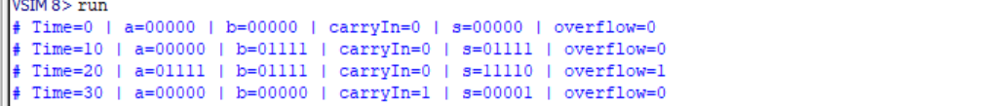 VSIM 8> run
# Time=0 | a=00000 | b=00000 | carryIn=0 | s=00000 | overflow=0
# Time=10 | a=00000 | b=01111 | carryIn=0 | s=01111 | overflow=0
# Time=20 | a=01111 | b=01111 | carryIn=0 | s=11110 | overflow=1
# Time=30 | a=00000 | b=00000 | carryIn=1 | s=00001 | overflow=0